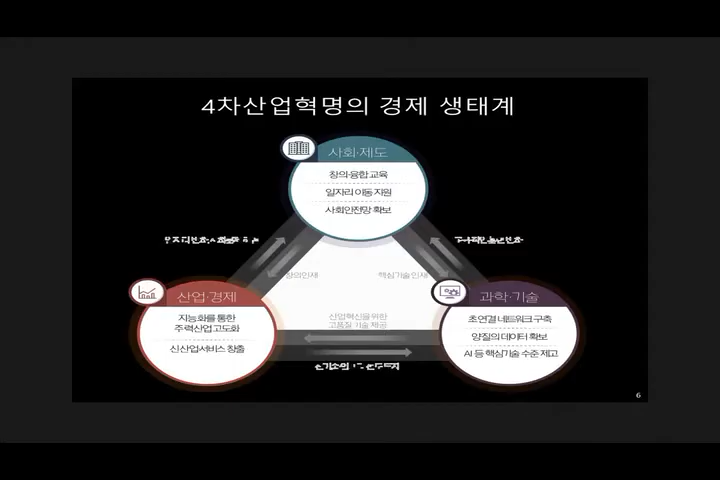 4차산업혁명의 경제 생태계
사회·제도
창의·융합 교육
일자리 이동 지원
사회안전망 확보
창의인재
핵심기술 인재
산업·경제
지능화를 통한
주력산업 고도화
신산업서비스 창출
산업혁신을 위한
고품질 기술 제공
과학·기술
초연결 네트워크 구축
양질의 데이터 확보
AI 등 핵심기술 수준 제고
6